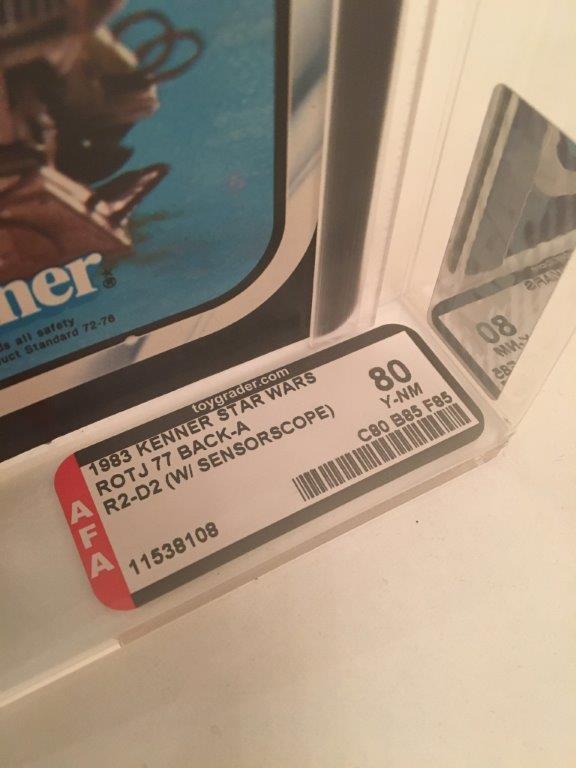 ner®
s all safety
uct Standard 72-76
toygrader.com
1983 KENNER STAR WARS
ROTJ 77 BACK-A
R2-D2 (W/ SENSORSCOPE)
80
Y-NM
C80 B85 F85
11538108
AFA
80